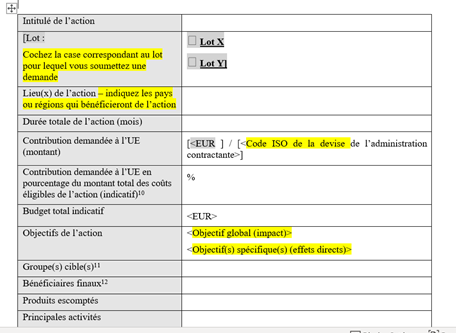 Intitulé de l'action
[Lot :
Cochez la case correspondant au lot
pour lequel vous soumettez une
demande
Lot X
Lot Y]
Lieu(x) de l'action – indiquez les pays
ou régions qui bénéficieront de l'action
Durée totale de l'action (mois)
Contribution demandée à l'UE
(montant)
[<EUR ] / [<Code ISO de la devise de l'administration
contractante>]
Contribution demandée à l'UE en
pourcentage du montant total des coûts
éligibles de l'action (indicatif)10
%
Budget total indicatif
<EUR>
Objectifs de l'action
<Objectif global (impact)>
<Objectif(s) spécifique(s) (effets directs)>
Groupe(s) cible(s)11
Bénéficiaires finaux12
Produits escomptés
Principales activités